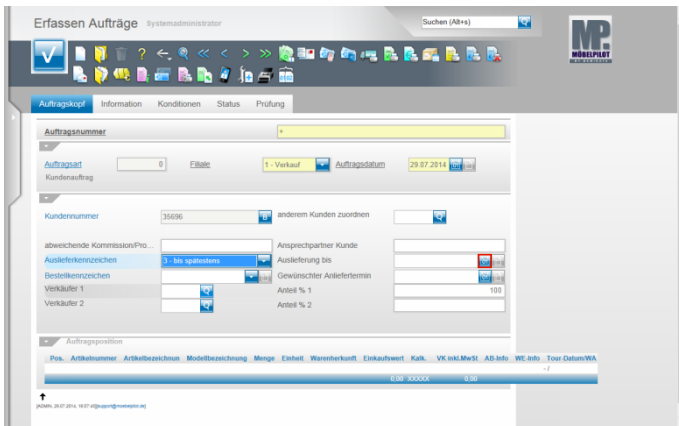 Erfassen Aufträge Systemadministrator
Suchen (Alt+s)
MP
MÖBELPILOT
Auftragskopf Information Konditionen Status Prüfung
Auftragsnummer +
Auftragsart 0 Filiale 1 - Verkauf Auftragsdatum 29.07.2014
Kundenauftrag
Kundennummer 35696 anderem Kunden zuordnen
abweichende Kommission/Pro... Ansprechpartner Kunde
Auslieferkennzeichen 3 - bis spätestens Auslieferung bis
Bestellkennzeichen Gewünschter Anliefertermin
Verkäufer 1 Anteil % 1 100
Verkäufer 2 Anteil % 2
Auftragsposition
Pos. Artikelnummer Artikelbezeichnun Modellbezeichnung Menge Einheit Warenherkunft Einkaufswert Kalk. VK inkl.MwSt AB-Info WE-Info Tour-Datum/WA
- /
0,00 XXXXX 0,00